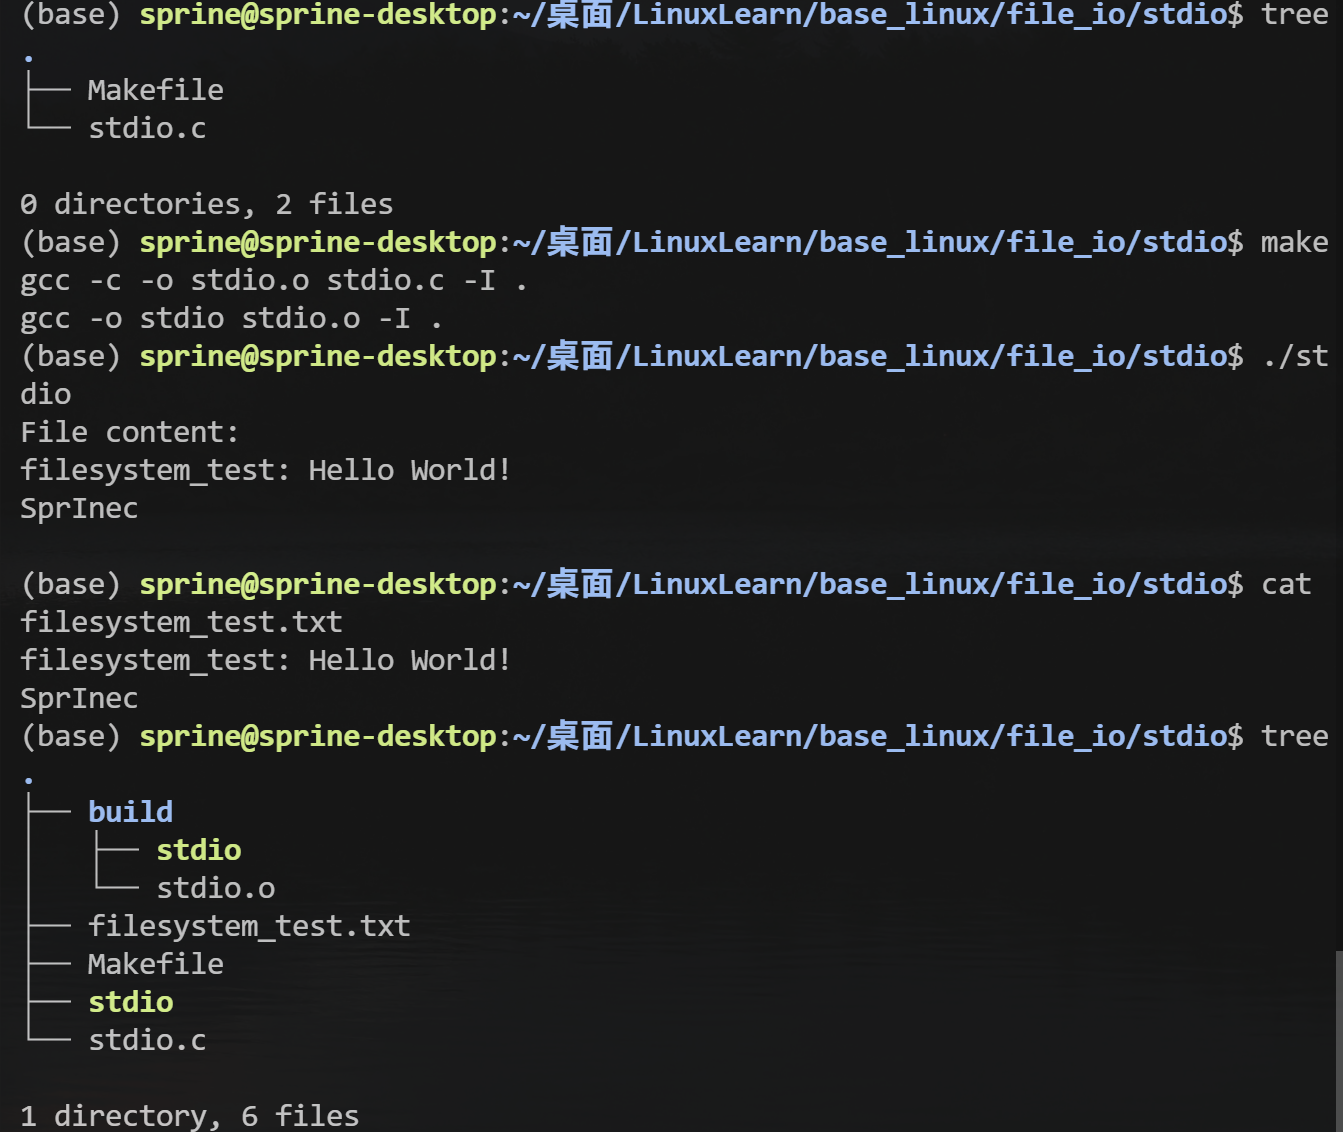 (base) sprine@sprine-desktop:~/桌面/LinuxLearn/base_linux/file_io/stdio$ tree
.
├── Makefile
└── stdio.c
0 directories, 2 files
(base) sprine@sprine-desktop:~/桌面/LinuxLearn/base_linux/file_io/stdio$ make
gcc -c -o stdio.o stdio.c -I .
gcc -o stdio stdio.o -I .
(base) sprine@sprine-desktop:~/桌面/LinuxLearn/base_linux/file_io/stdio$ ./st
dio
File content:
filesystem_test: Hello World!
SprInec
(base) sprine@sprine-desktop:~/桌面/LinuxLearn/base_linux/file_io/stdio$ cat
filesystem_test.txt
filesystem_test: Hello World!
SprInec
(base) sprine@sprine-desktop:~/桌面/LinuxLearn/base_linux/file_io/stdio$ tree
.
├── build
│   ├── stdio
│   └── stdio.o
├── filesystem_test.txt
├── Makefile
├── stdio
└── stdio.c
1 directory, 6 files